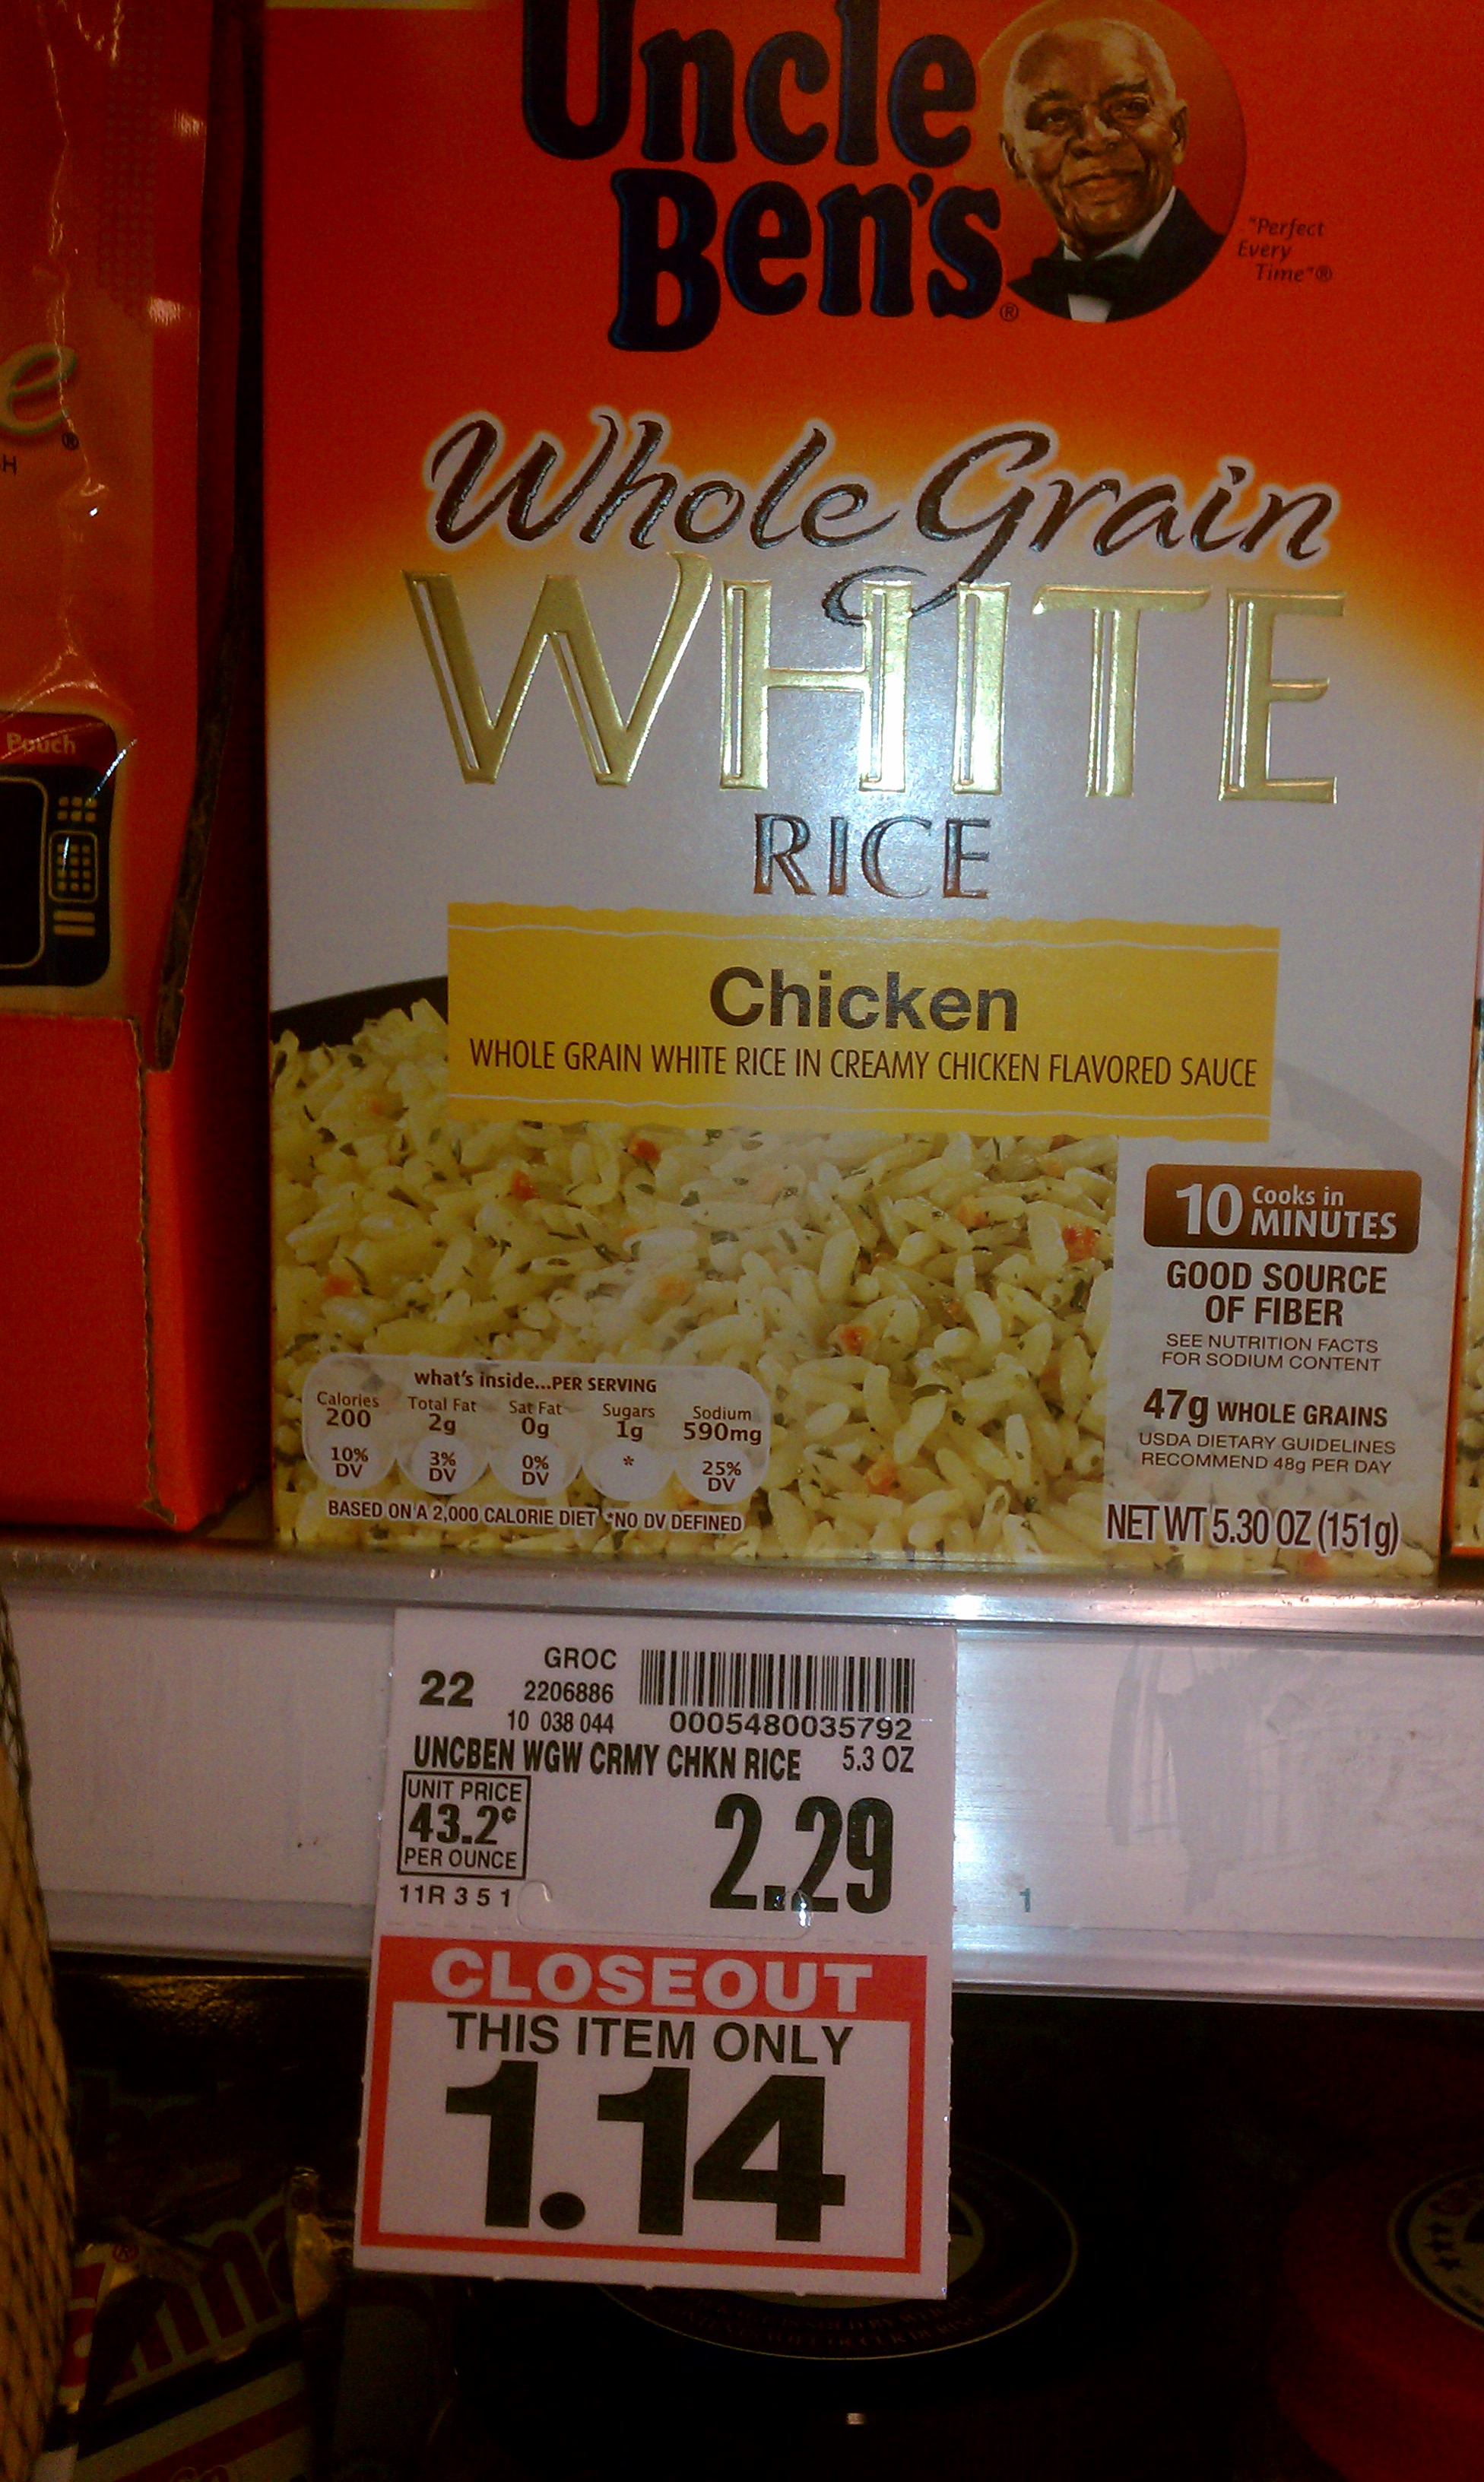 Uncle
Ben's®
"Perfect
Every
Time"®
e®
H
Whole Grain
WHITE
RICE
Pouch
Chicken
WHOLE GRAIN WHITE RICE IN CREAMY CHICKEN FLAVORED SAUCE
10 Cooks in
MINUTES
GOOD SOURCE
OF FIBER
SEE NUTRITION FACTS
FOR SODIUM CONTENT
47g WHOLE GRAINS
USDA DIETARY GUIDELINES
RECOMMEND 48g PER DAY
NET WT 5.30 OZ (151g)
what's inside...PER SERVING
Calories Total Fat Sat Fat Sugars Sodium
200 2g 0g 1g 590mg
10% 3% 0% * 25%
DV DV DV DV
BASED ON A 2,000 CALORIE DIET *NO DV DEFINED
GROC
22 2206886
10 038 044 0005480035792
UNCBEN WGW CRMY CHKN RICE 5.3 OZ
UNIT PRICE
43.2¢
PER OUNCE
2.29
11R 3 5 1
1
CLOSEOUT
THIS ITEM ONLY
1.14